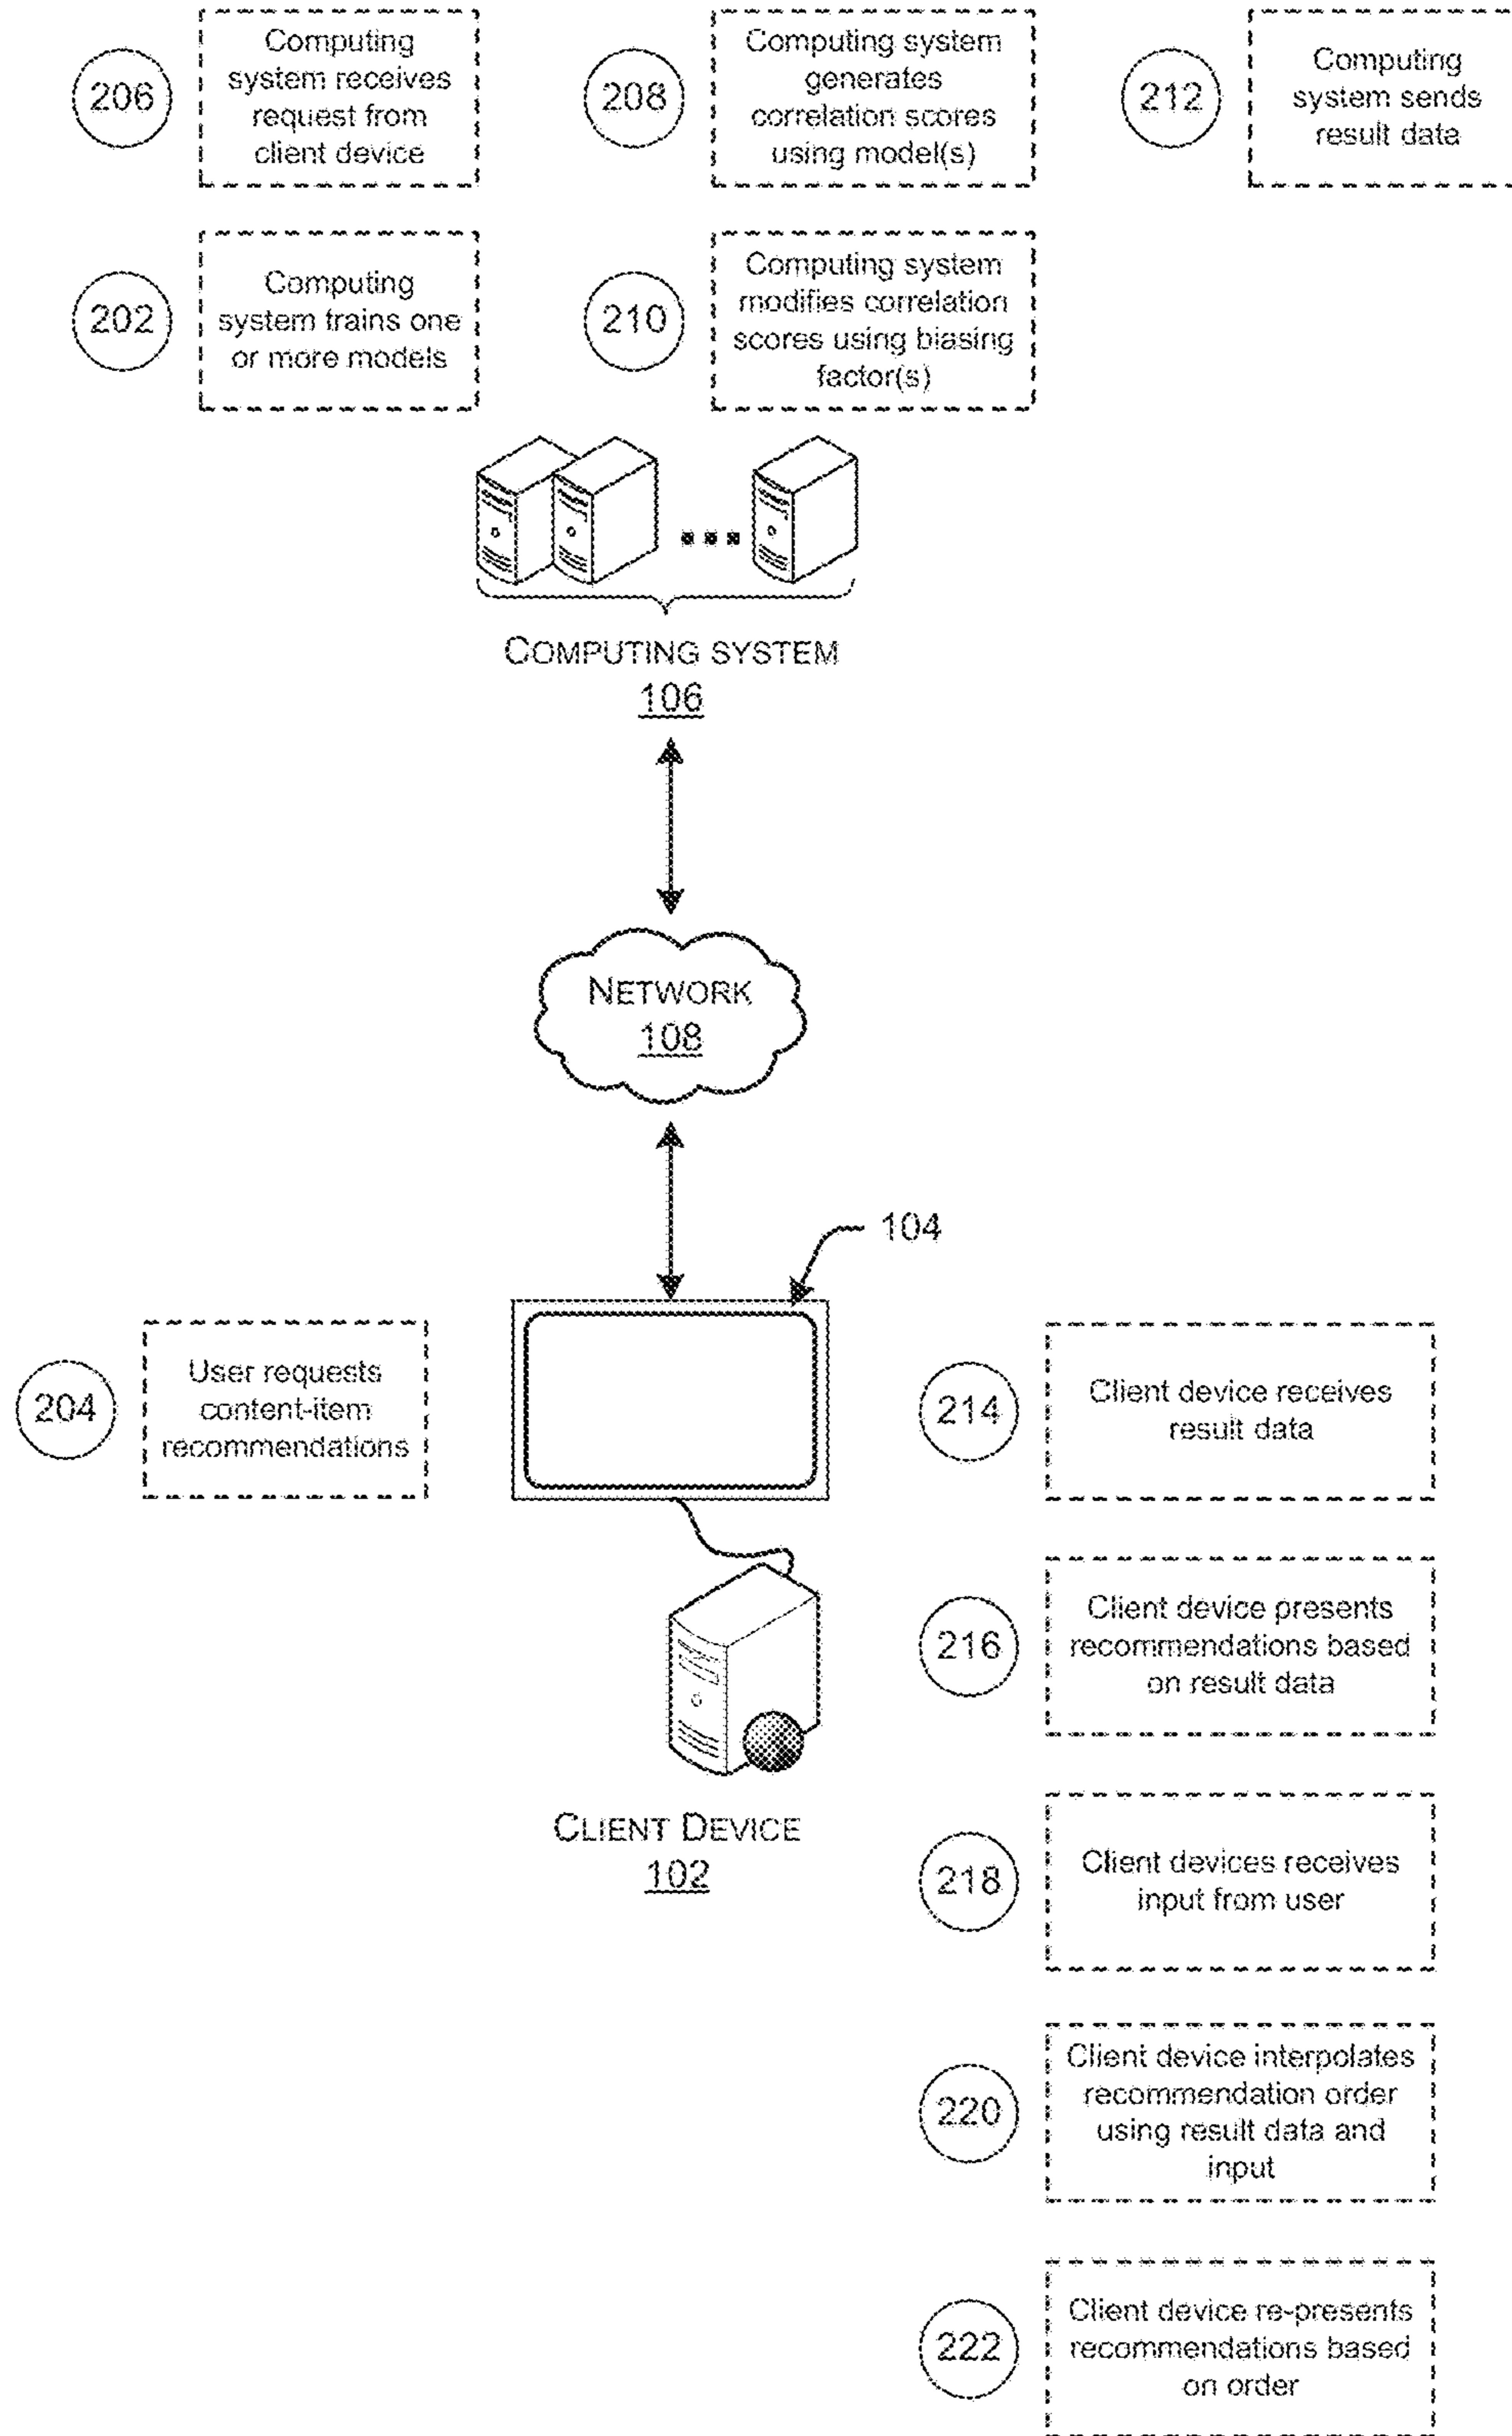 206
Computing
system receives
request from
client device
208
Computing system
generates
correlation scores
using model(s)
212
Computing
system sends
result data
202
Computing
system trains one
or more models
210
Computing system
modifies correlation
scores using biasing
factor(s)
COMPUTING SYSTEM
106
NETWORK
108
104
204
User requests
content-item
recommendations
214
Client device receives
result data
216
Client device presents
recommendations based
on result data
CLIENT DEVICE
102
218
Client devices receives
input from user
220
Client device interpolates
recommendation order
using result data and
input
222
Client device re-presents
recommendations based
on order